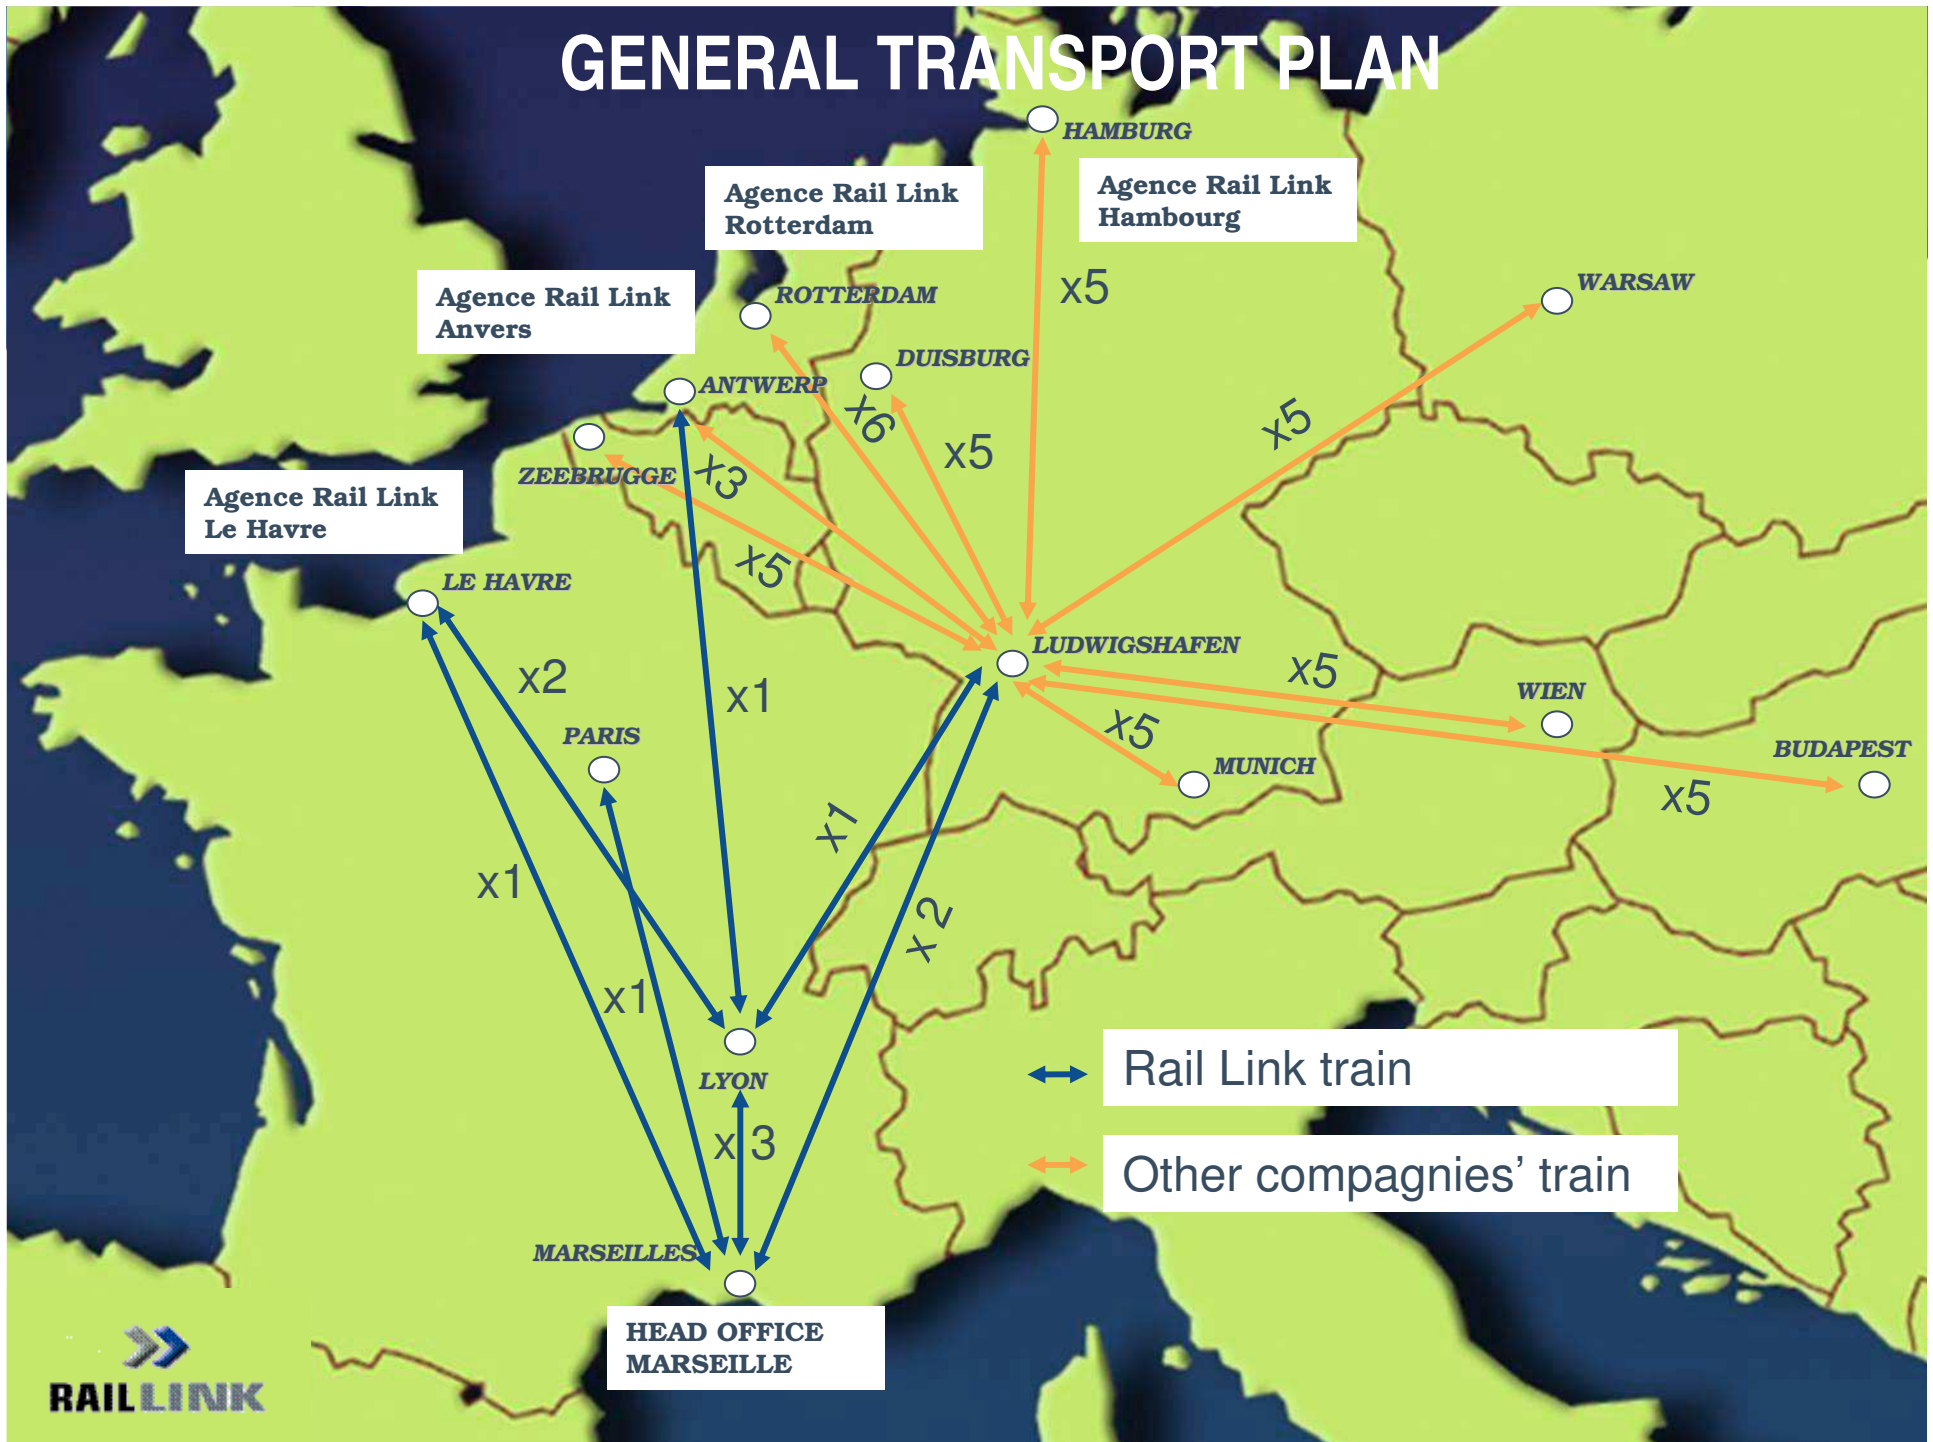 GENERAL TRANSPORT PLAN
HAMBURG
Agence Rail Link
Rotterdam
Agence Rail Link
Hambourg
x5
WARSAW
Agence Rail Link
Anvers
ROTTERDAM
DUISBURG
ANTWERP
x6
x5
x5
ZEEBRUGGE
x3
Agence Rail Link
Le Havre
x5
LE HAVRE
LUDWIGSHAFEN
x2
x1
x5
WIEN
PARIS
x5
MUNICH
BUDAPEST
x5
x1
x1
x 2
x1
LYON
Rail Link train
x 3
Other compagnies’ train
MARSEILLES
HEAD OFFICE
MARSEILLE
RAILLINK